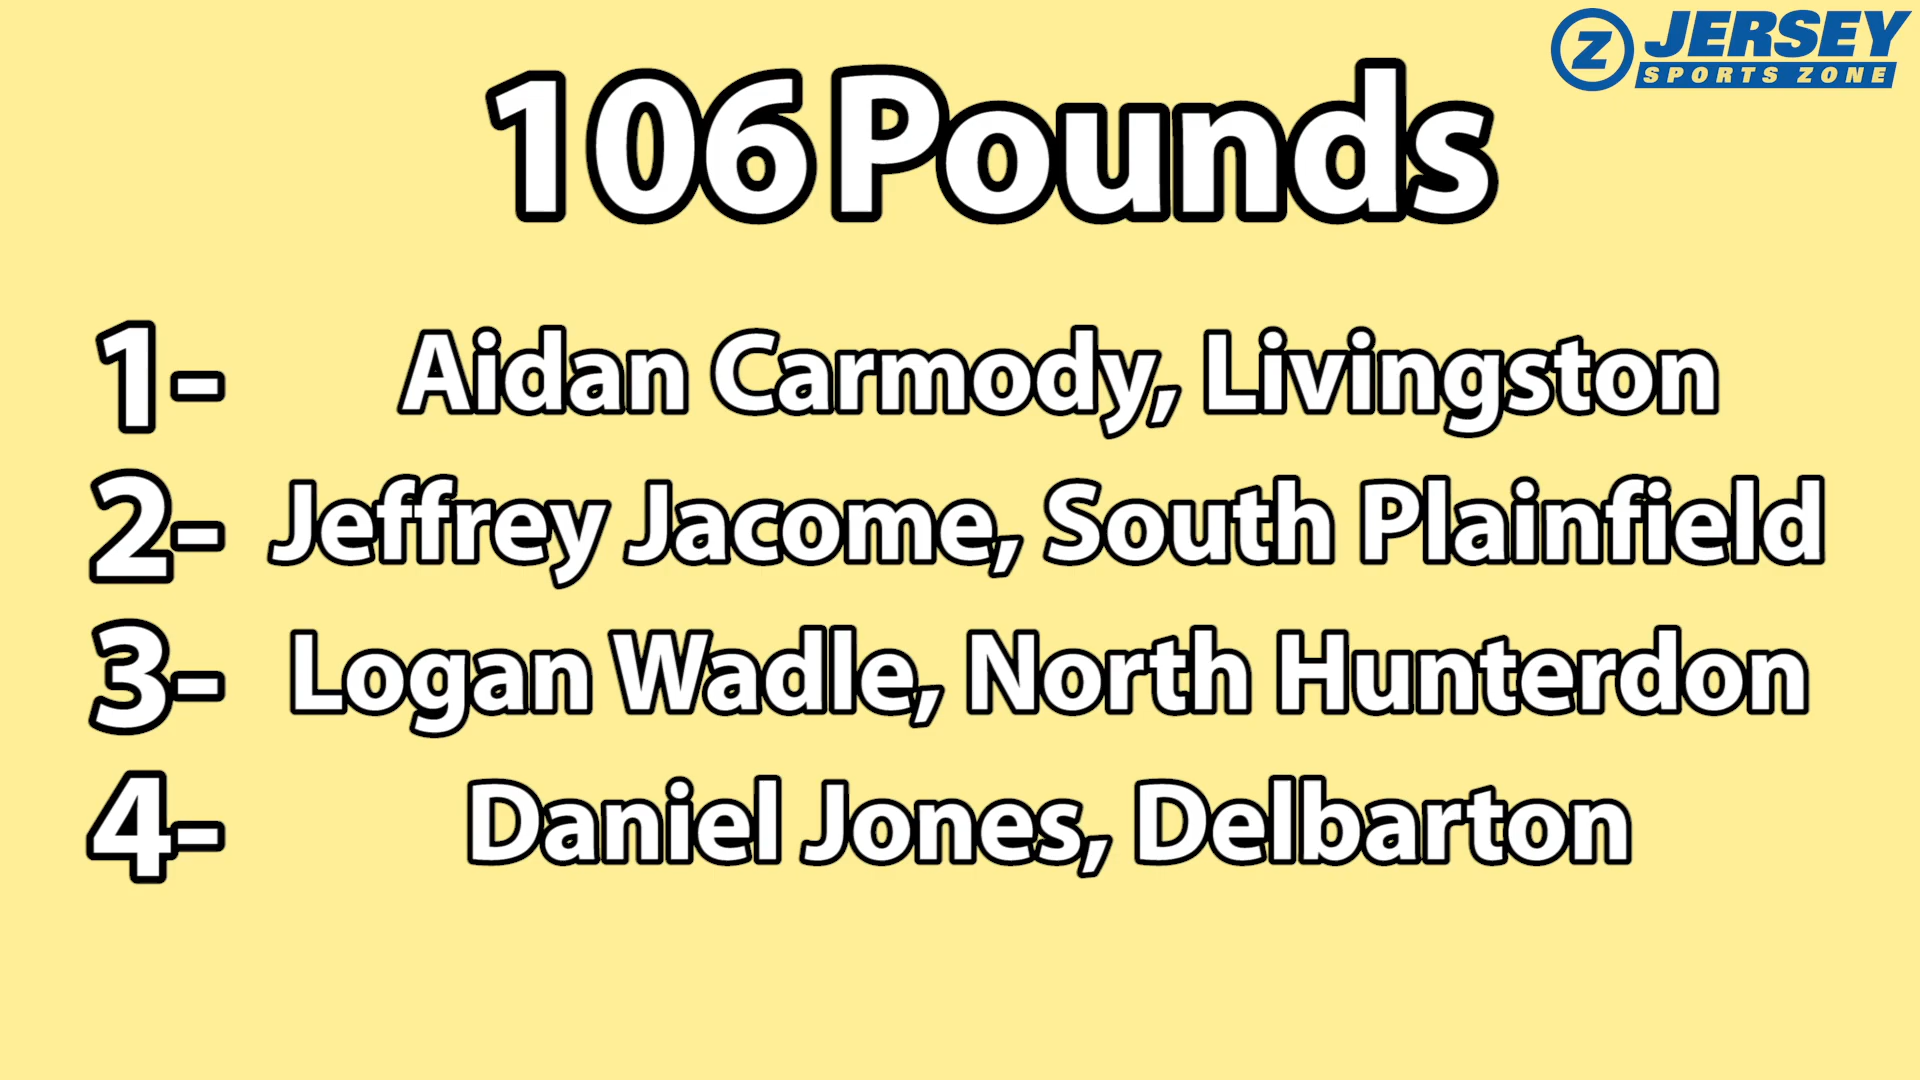 Z JERSEY
SPORTS ZONE
106 Pounds
1- Aidan Carmody, Livingston
2- Jeffrey Jacome, South Plainfield
3- Logan Wadle, North Hunterdon
4- Daniel Jones, Delbarton